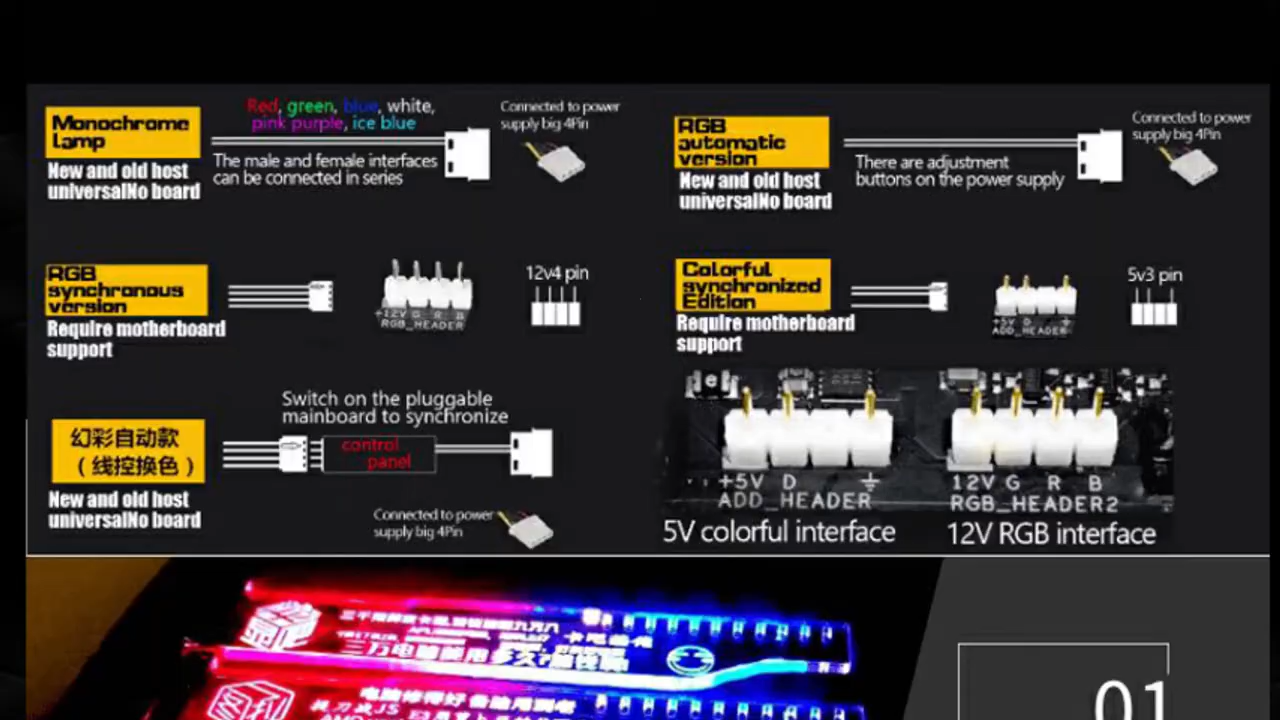 Monochrome
Lamp
New and old host
universalNo board
Red, green, blue, white,
pink purple, ice blue
The male and female interfaces
can be connected in series
Connected to power
supply big 4Pin
RGB
automatic
version
New and old host
universalNo board
There are adjustment
buttons on the power supply
Connected to power
supply big 4Pin
RGB
synchronous
version
Require motherboard
support
+12V G R B
RGB_HEADER
12v4 pin
Colorful
synchronized
Edition
Require motherboard
support
+5V D
ADD_HEADER
5v3 pin
幻彩自动款
（线控换色）
New and old host
universalNo board
Switch on the pluggable
mainboard to synchronize
control
panel
Connected to power
supply big 4Pin
+5V D
ADD_HEADER
5V colorful interface
12V G R B
RGB_HEADER2
12V RGB interface
01